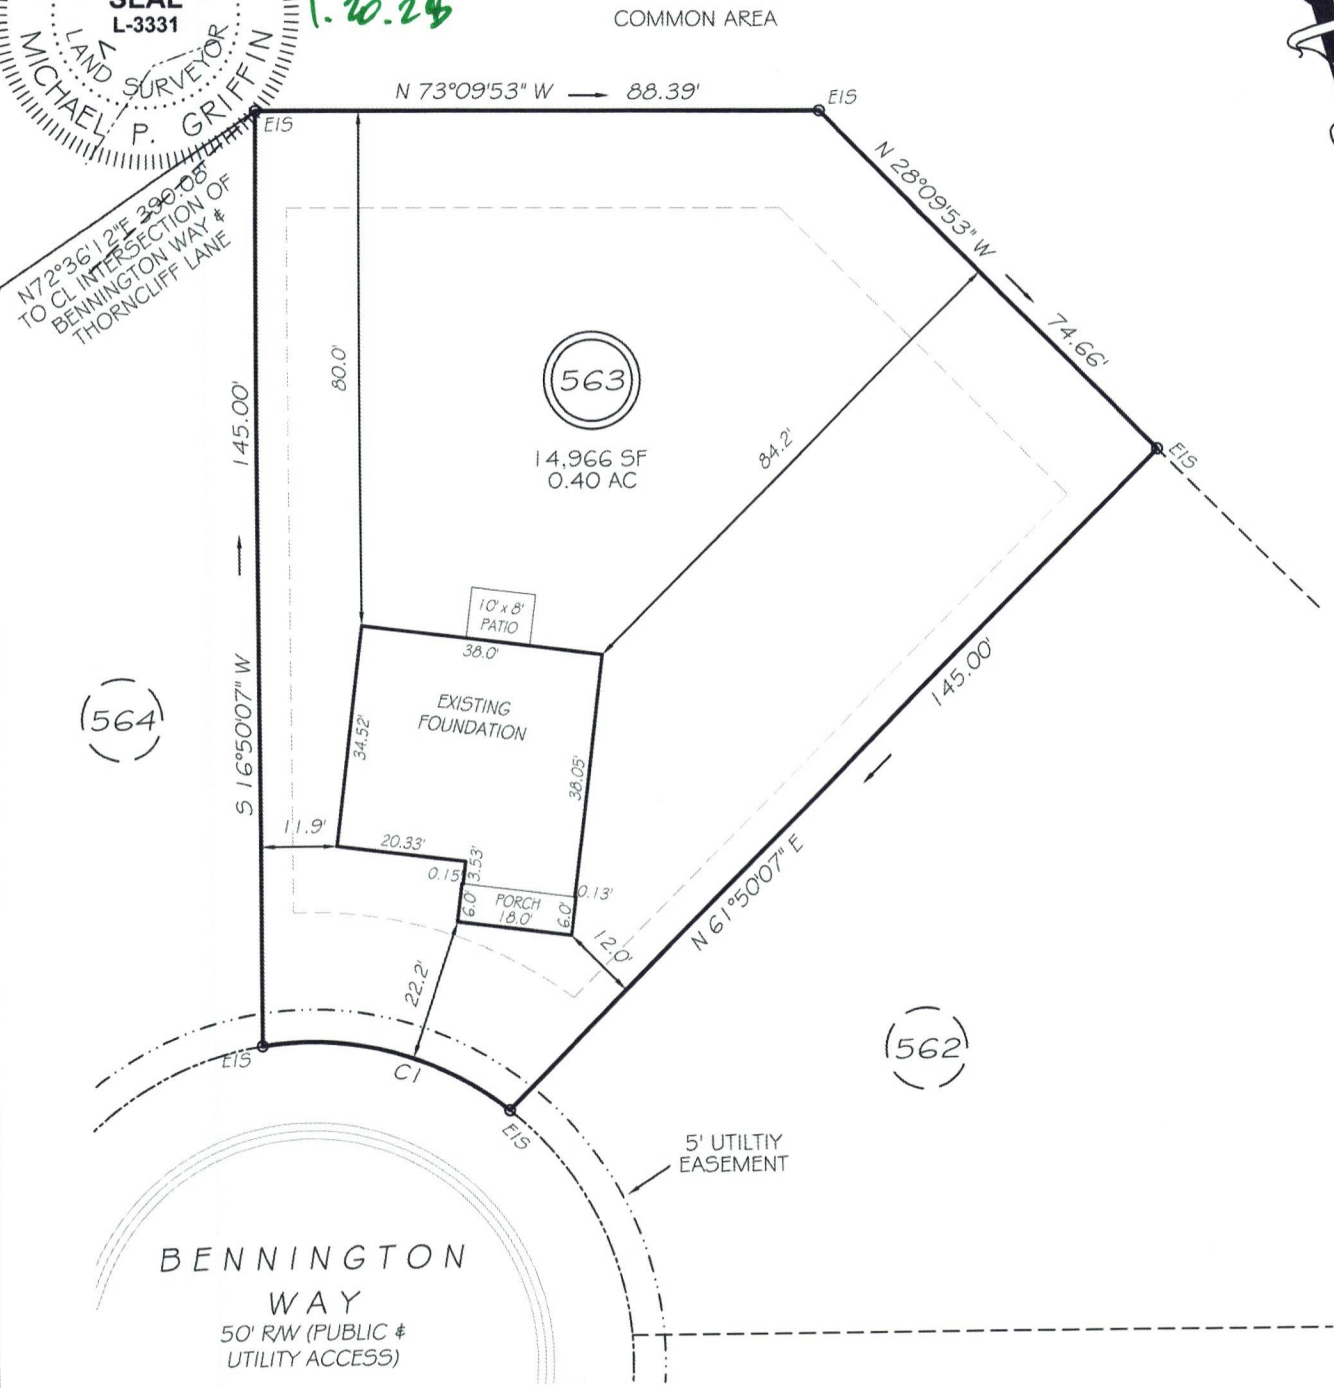 SEAL
L-3331
LAND SURVEYOR
MICHAEL P. GRIFFIN
1.20.2
COMMON AREA
N 73°09'53" W 88.39'
EIS
EIS
N 28°09'53" W 74.66'
N72°36'12"E 390.08'
TO CL INTERSECTION OF
BENNINGTON WAY &
THORNCLIFF LANE
80.0'
563
14,966 SF
0.40 AC
84.2'
EIS
S 16°50'07" W 145.00'
145.00'
N 61°50'07" E
564
10' x 8'
PATIO
38.0'
EXISTING
FOUNDATION
34.52'
38.05'
11.9'
20.33'
3.53'
0.15'
0.13'
6.0'
PORCH
18.0'
6.0'
12.0'
22.2'
EIS
C1
EIS
562
5' UTILTIY
EASEMENT
BENNINGTON
WAY
50' R/W (PUBLIC &
UTILITY ACCESS)